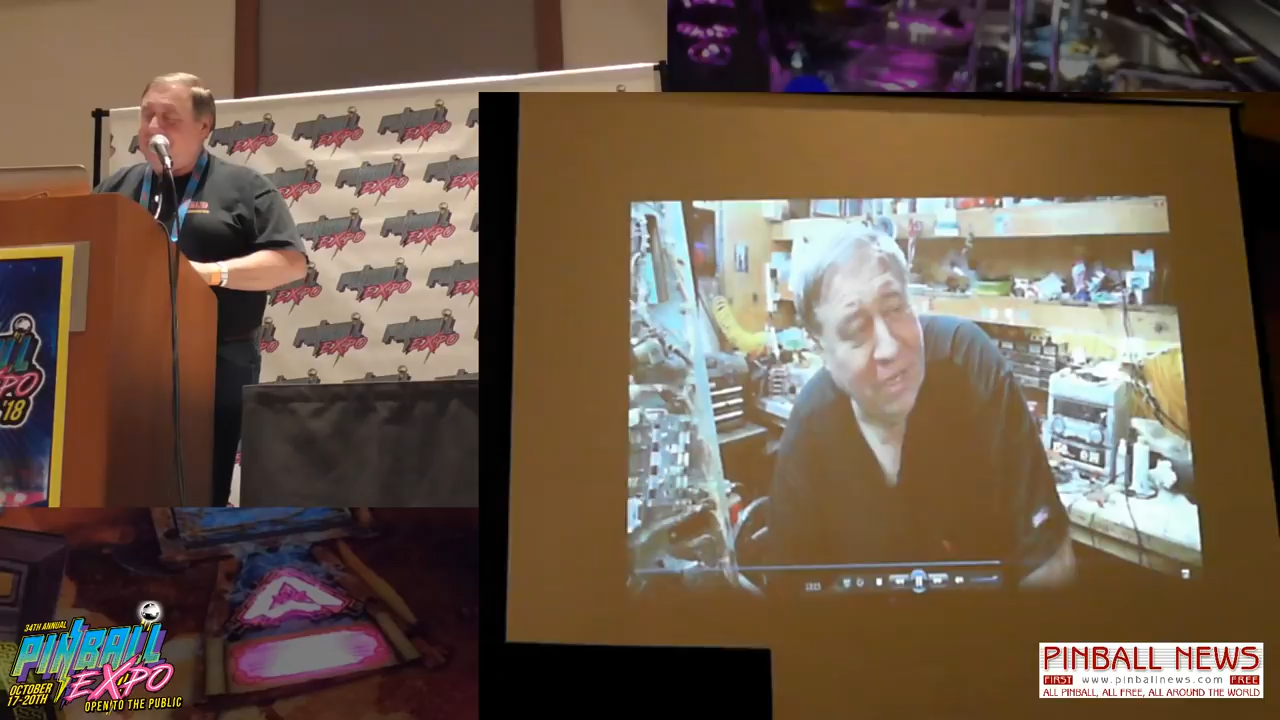 PINBALL
EXPO
'18
34TH ANNUAL
PINBALL
EXPO
OCTOBER
17-20TH
OPEN TO THE PUBLIC
PINBALL NEWS
FIRST www.pinballnews.com FREE
ALL PINBALL, ALL FREE, ALL AROUND THE WORLD